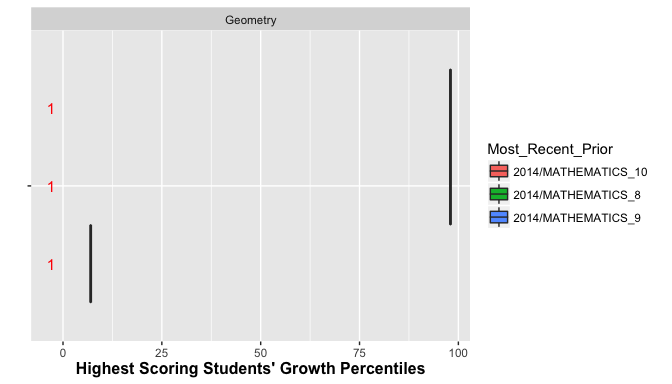 Geometry
1
1
1
Most_Recent_Prior
2014/MATHEMATICS_10
2014/MATHEMATICS_8
2014/MATHEMATICS_9
0 25 50 75 100
Highest Scoring Students' Growth Percentiles